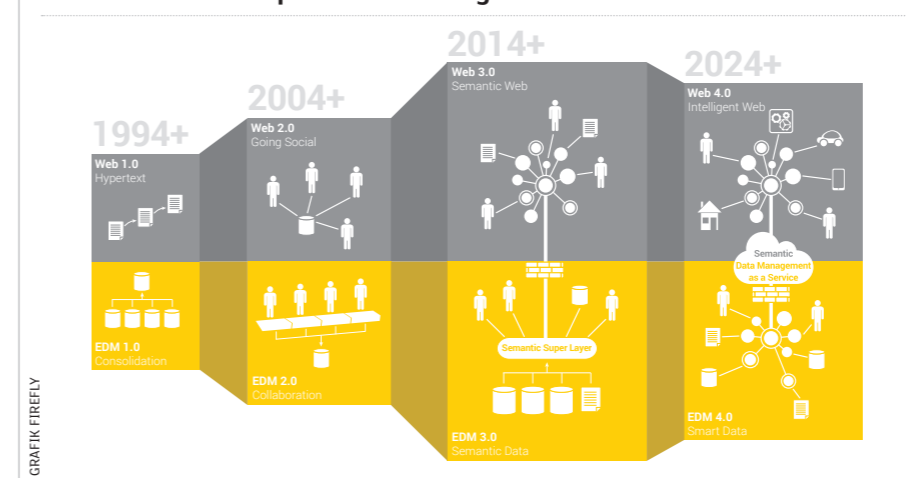 2014+
Web 3.0
Semantic Web
2024+
Web 4.0
Intelligent Web
2004+
Web 2.0
Going Social
1994+
Web 1.0
Hypertext
Semantic
Data Management
as a Service
Semantic Super Layer
EDM 1.0
Consolidation
EDM 2.0
Collaboration
EDM 3.0
Semantic Data
EDM 4.0
Smart Data
GRAFIK FIREFLY